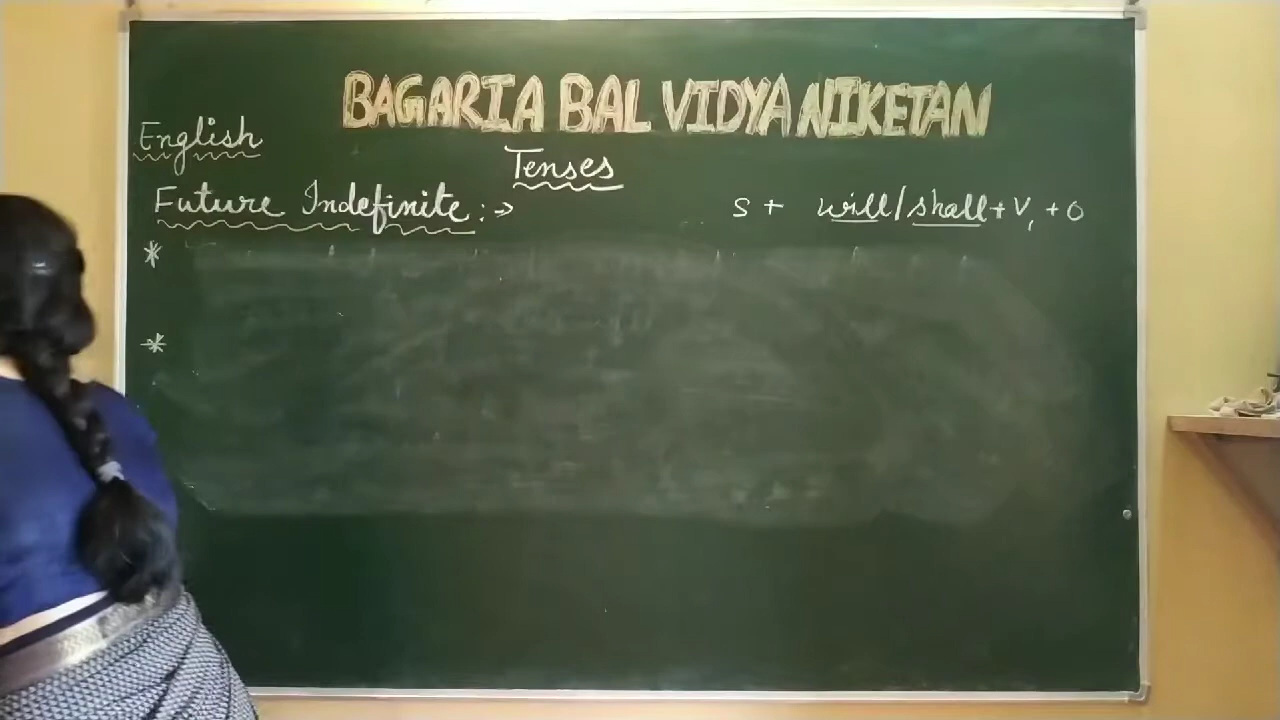 BAGARIA BAL VIDYA NIKETAN
English
Tenses
Future Indefinite :→ S + will/shall + V₁ + O
*
*